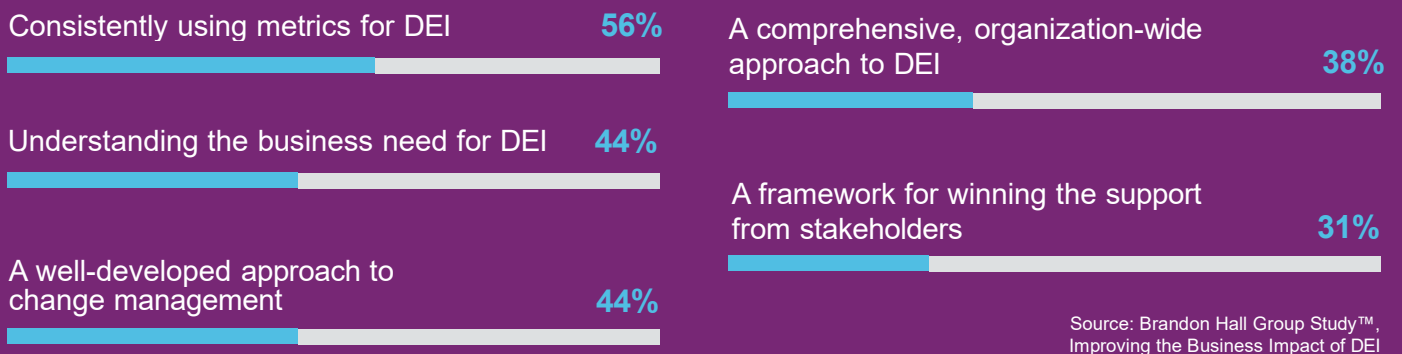 Consistently using metrics for DEI 56%
Understanding the business need for DEI 44%
A well-developed approach to
change management 44%
A comprehensive, organization-wide
approach to DEI 38%
A framework for winning the support
from stakeholders 31%
Source: Brandon Hall Group Study™,
Improving the Business Impact of DEI